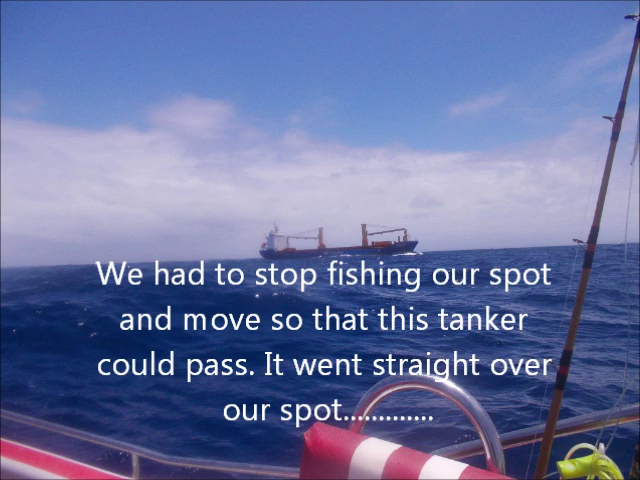 We had to stop fishing our spot
and move so that this tanker
could pass. It went straight over
our spot.............